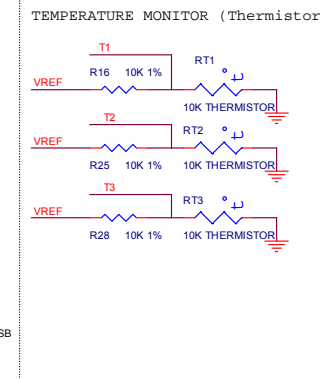 TEMPERATURE MONITOR (Thermistor
T1
RT1
R16 10K 1%
VREF
10K THERMISTOR
T2
RT2
VREF
R25 10K 1% 10K THERMISTOR
T3
RT3
VREF
R28 10K 1% 10K THERMISTOR
SB